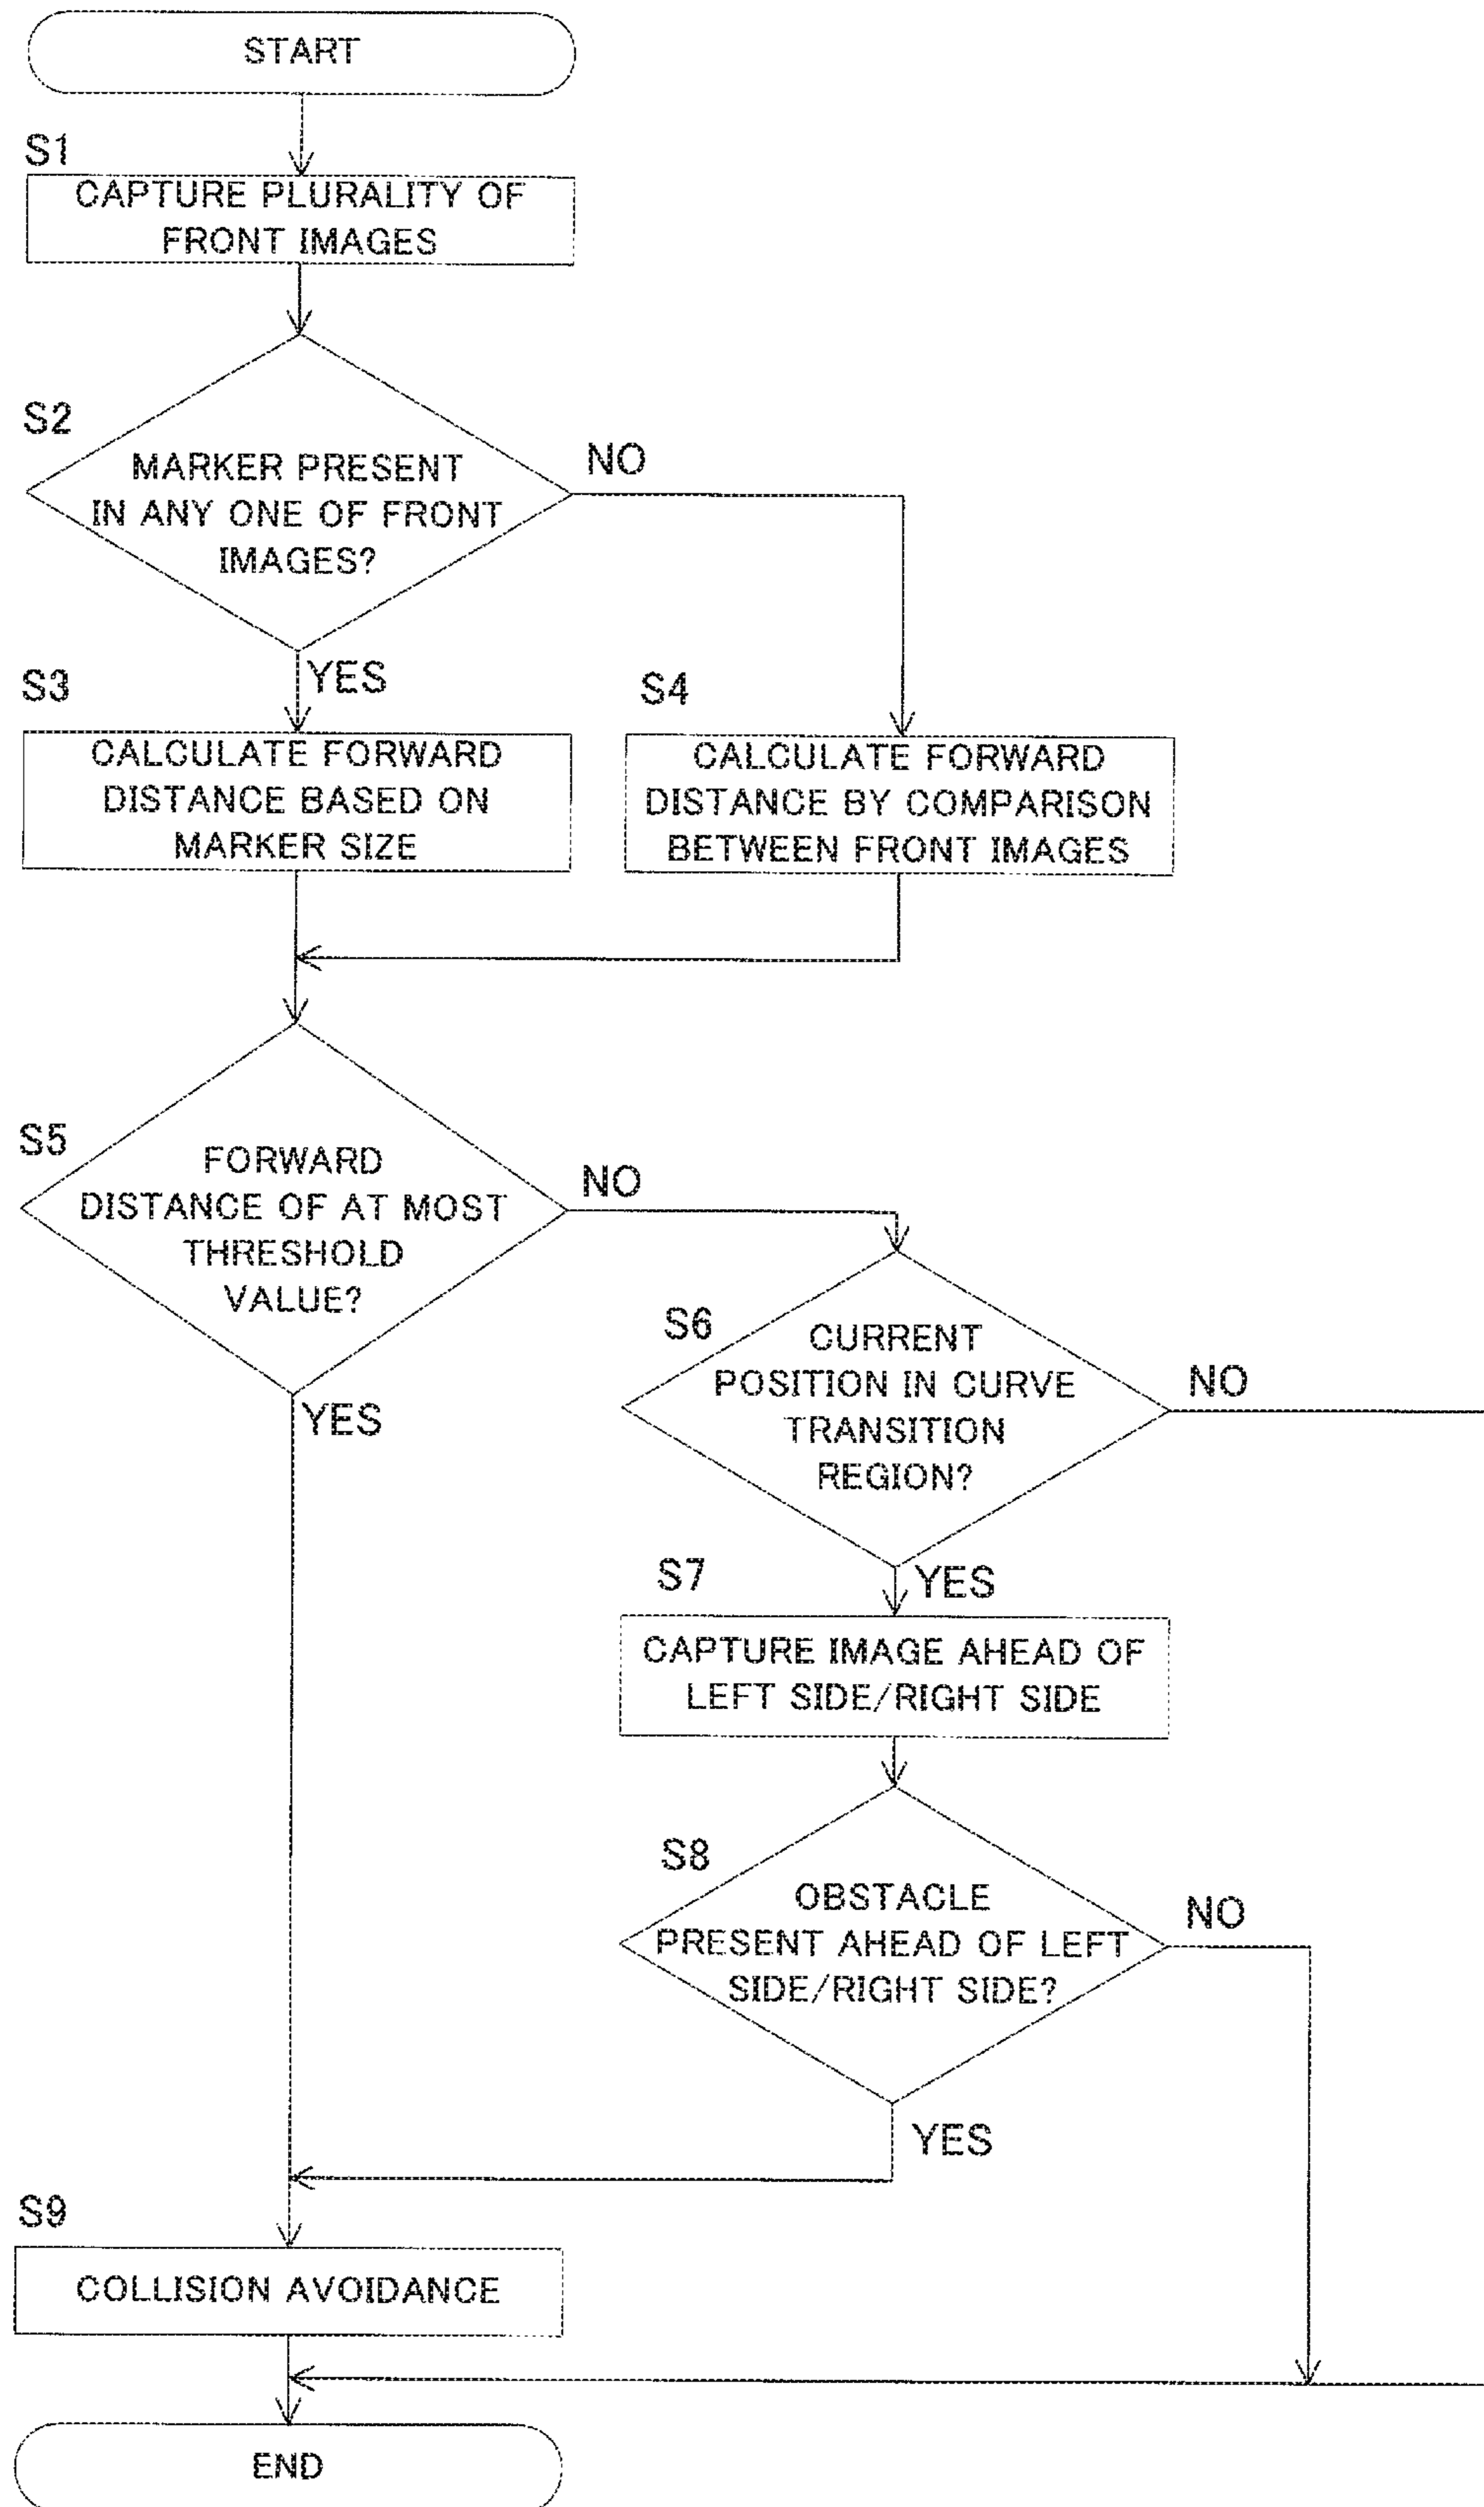 START
S1
CAPTURE PLURALITY OF
FRONT IMAGES
S2
MARKER PRESENT
IN ANY ONE OF FRONT
IMAGES?
NO
YES
S3
CALCULATE FORWARD
DISTANCE BASED ON
MARKER SIZE
S4
CALCULATE FORWARD
DISTANCE BY COMPARISON
BETWEEN FRONT IMAGES
S5
FORWARD
DISTANCE OF AT MOST
THRESHOLD
VALUE?
NO
YES
S6
CURRENT
POSITION IN CURVE
TRANSITION
REGION?
NO
YES
S7
CAPTURE IMAGE AHEAD OF
LEFT SIDE/RIGHT SIDE
S8
OBSTACLE
PRESENT AHEAD OF LEFT
SIDE/RIGHT SIDE?
NO
YES
S9
COLLISION AVOIDANCE
END